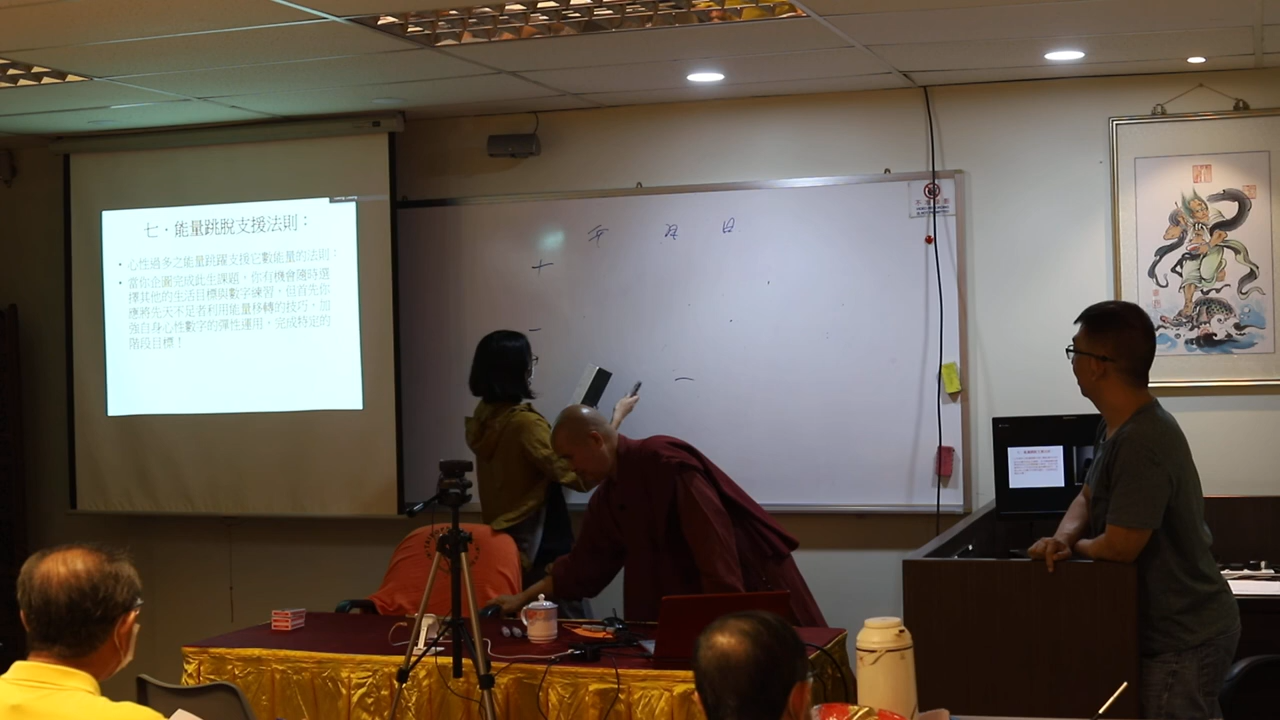 七．能量跳脫支援法則：
• 心性過多之能量跳躍支援它數能量的法則：
• 當你企圖完成此生課題，你有機會隨時選
擇其他的生活目標與數字練習，但首先你
應將先天不足者利用能量移轉的技巧，加
強自身心性數字的彈性運用，完成特定的
階段目標！
年 月 日
十
一
一